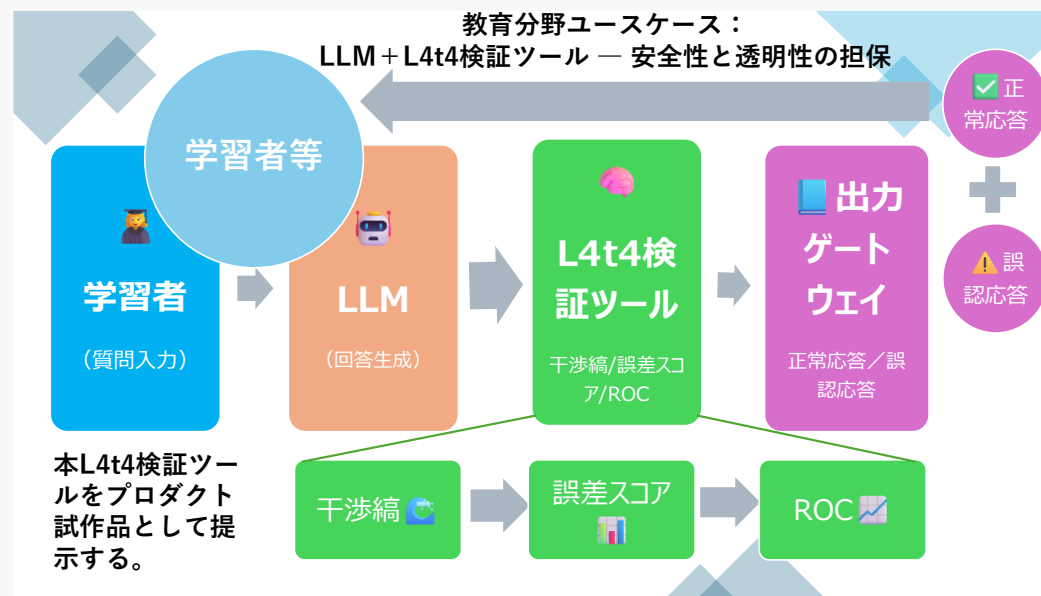 教育分野ユースケース：
LLM＋L4t4検証ツール ― 安全性と透明性の担保
✅正
常応答
学習者等
学習者
（質問入力）
LLM
（回答生成）
L4t4検
証ツール
干渉縞/誤差スコ
ア/ROC
📘出力
ゲート
ウェイ
正常応答／誤
認応答
⚠️誤
認応答
本L4t4検証ツー
ルをプロダクト
試作品として提
示する。
干渉縞🌊
誤差スコア
📊
ROC📈